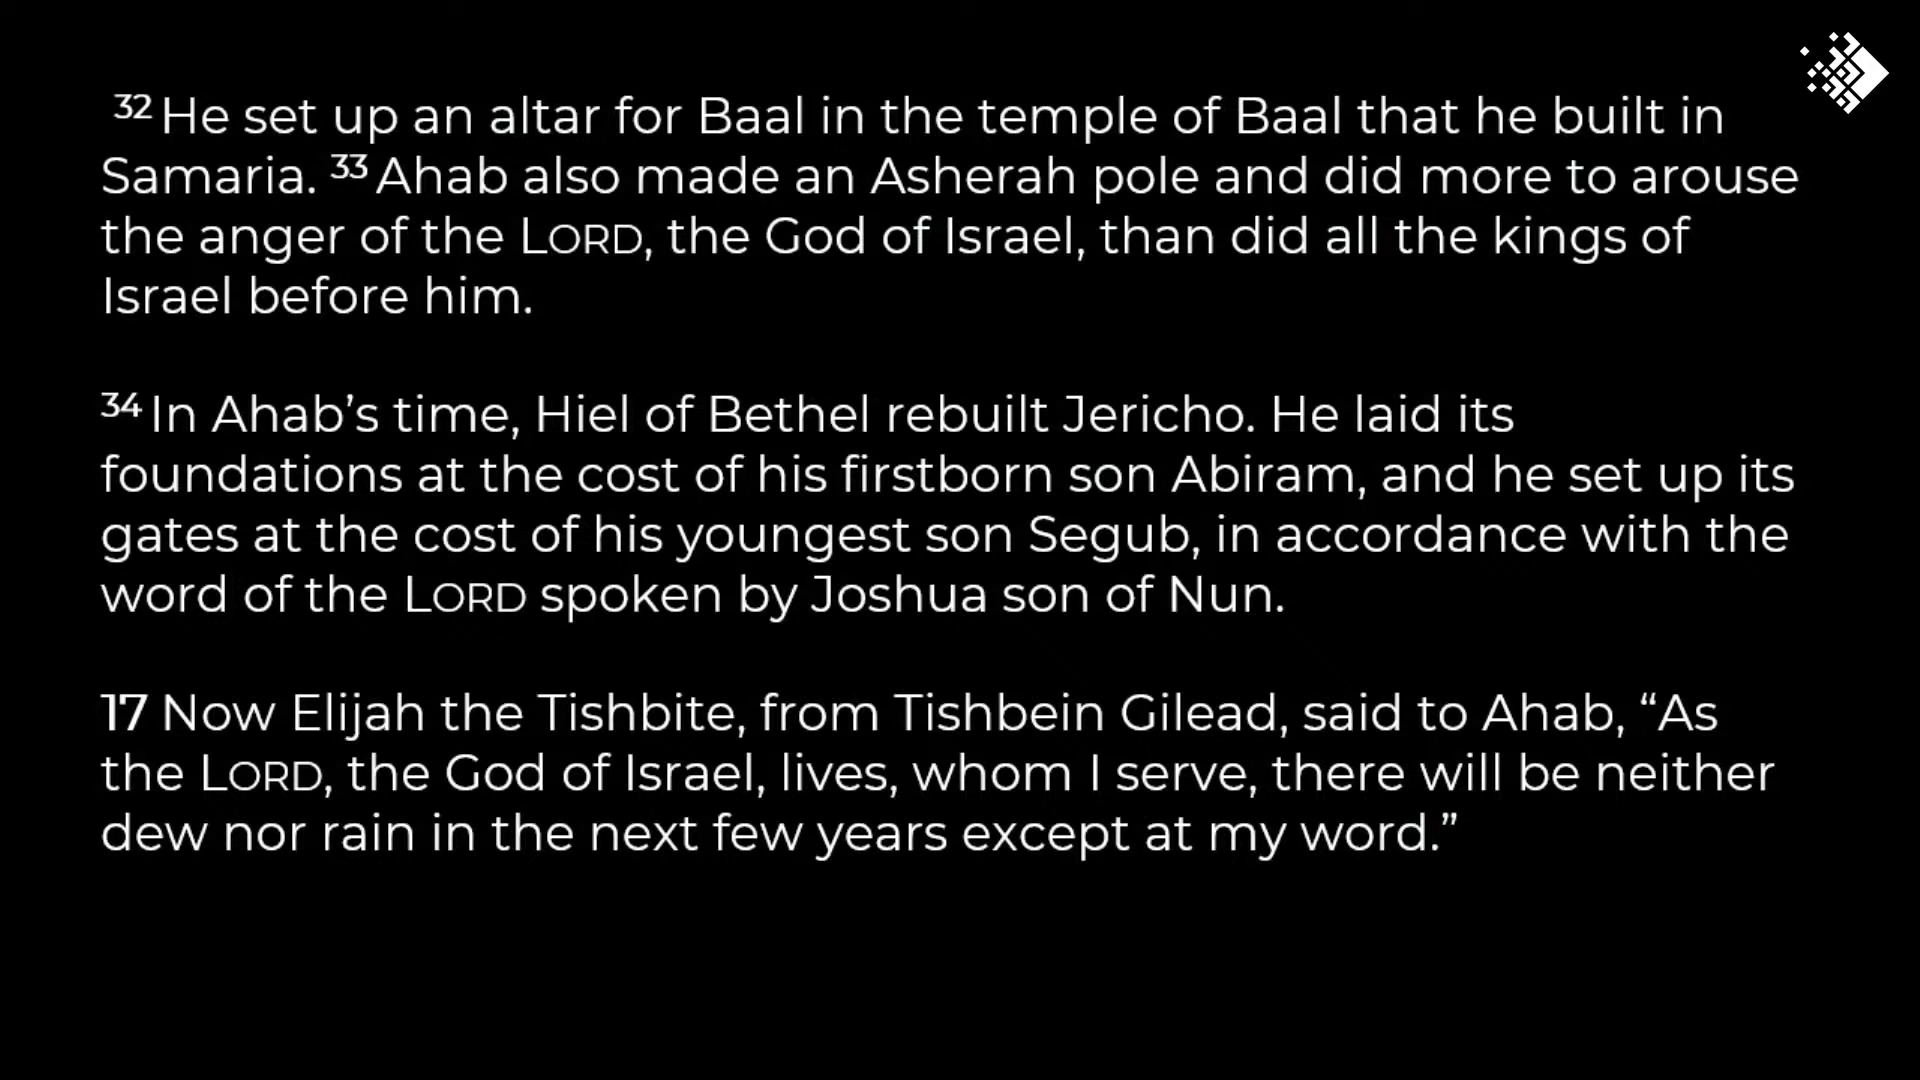 32 He set up an altar for Baal in the temple of Baal that he built in
Samaria. 33 Ahab also made an Asherah pole and did more to arouse
the anger of the LORD, the God of Israel, than did all the kings of
Israel before him.
34 In Ahab’s time, Hiel of Bethel rebuilt Jericho. He laid its
foundations at the cost of his firstborn son Abiram, and he set up its
gates at the cost of his youngest son Segub, in accordance with the
word of the LORD spoken by Joshua son of Nun.
17 Now Elijah the Tishbite, from Tishbein Gilead, said to Ahab, “As
the LORD, the God of Israel, lives, whom I serve, there will be neither
dew nor rain in the next few years except at my word.”